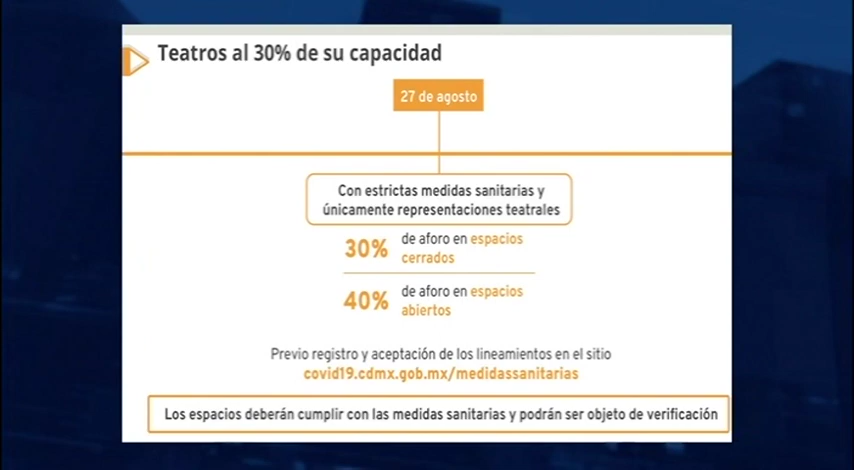 Teatros al 30% de su capacidad
27 de agosto
Con estrictas medidas sanitarias y
únicamente representaciones teatrales
30%
de aforo en espacios
cerrados
40%
de aforo en espacios
abiertos
Previo registro y aceptación de los lineamientos en el sitio
covid19.cdmx.gob.mx/medidassanitarias
Los espacios deberán cumplir con las medidas sanitarias y podrán ser objeto de verificación